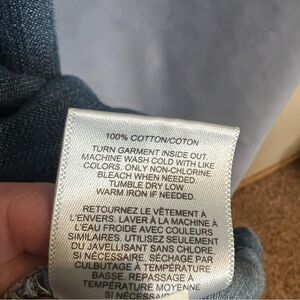 100% COTTON/COTON
TURN GARMENT INSIDE OUT
MACHINE WASH COLD WITH LIKE
COLORS. ONLY NON-CHLORINE
BLEACH WHEN NEEDED.
TUMBLE DRY LOW
WARM IRON IF NEEDED.
RETOURNEZ LE VÊTEMENT À
L'ENVERS. LAVER À LA MACHINE À
L'EAU FROIDE AVEC COULEURS
SIMILAIRES. UTILISEZ SEULEMENT
DU JAVELLISANT SANS CHLORE
SI NÉCESSAIRE. SÉCHAGE PAR
CULBUTAGE À TEMPÉRATURE
BASSE. REPASSAGE À
TEMPÉRATURE MOYENNE
SI NÉCESSAIRE.